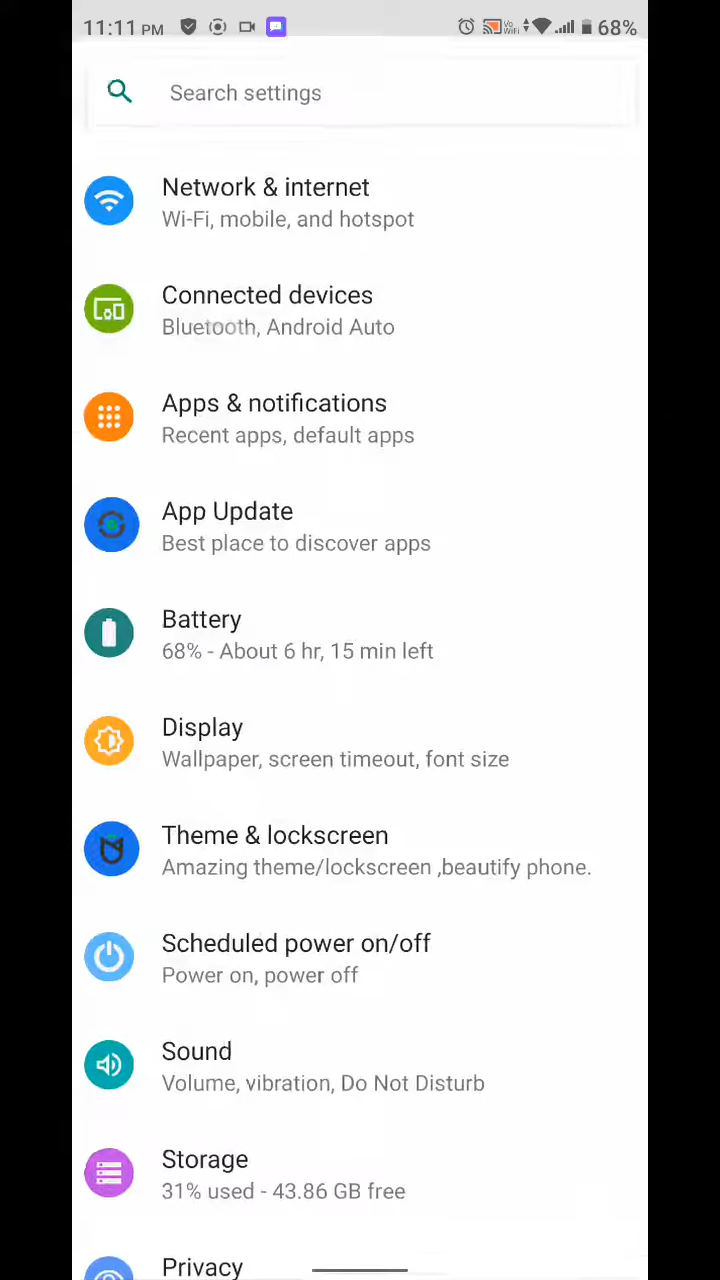 11:11 PM 68%
Search settings
Network & internet
Wi-Fi, mobile, and hotspot
Connected devices
Bluetooth, Android Auto
Apps & notifications
Recent apps, default apps
App Update
Best place to discover apps
Battery
68% - About 6 hr, 15 min left
Display
Wallpaper, screen timeout, font size
Theme & lockscreen
Amazing theme/lockscreen ,beautify phone.
Scheduled power on/off
Power on, power off
Sound
Volume, vibration, Do Not Disturb
Storage
31% used - 43.86 GB free
Privacy